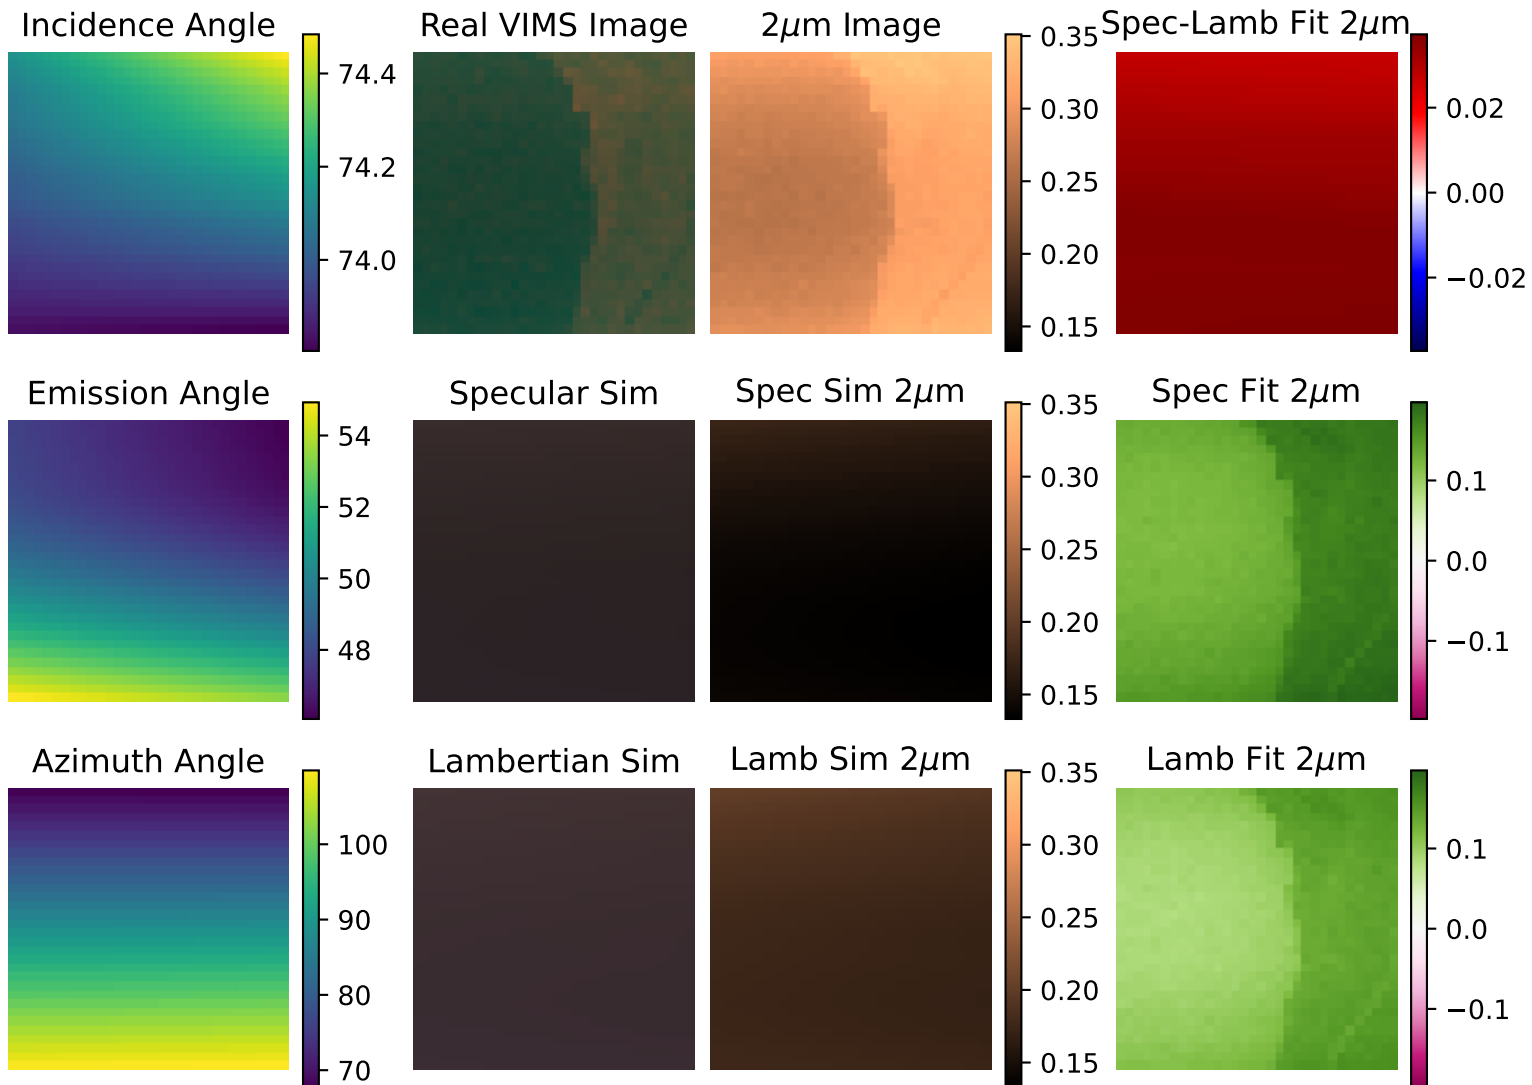 Incidence Angle
74.4
74.2
74.0
Real VIMS Image
2μm Image
0.35
0.30
0.25
0.20
0.15
Spec-Lamb Fit 2μm
0.02
0.00
−0.02
Emission Angle
54
52
50
48
Specular Sim
Spec Sim 2μm
0.35
0.30
0.25
0.20
0.15
Spec Fit 2μm
0.1
0.0
−0.1
Azimuth Angle
100
90
80
70
Lambertian Sim
Lamb Sim 2μm
0.35
0.30
0.25
0.20
0.15
Lamb Fit 2μm
0.1
0.0
−0.1